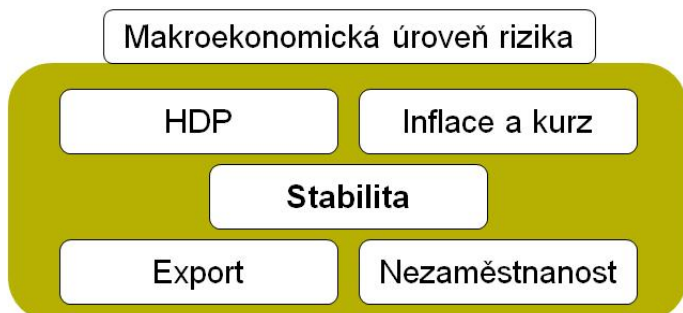 Makroekonomická úroveň rizika
HDP
Inflace a kurz
Stabilita
Export
Nezaměstnanost